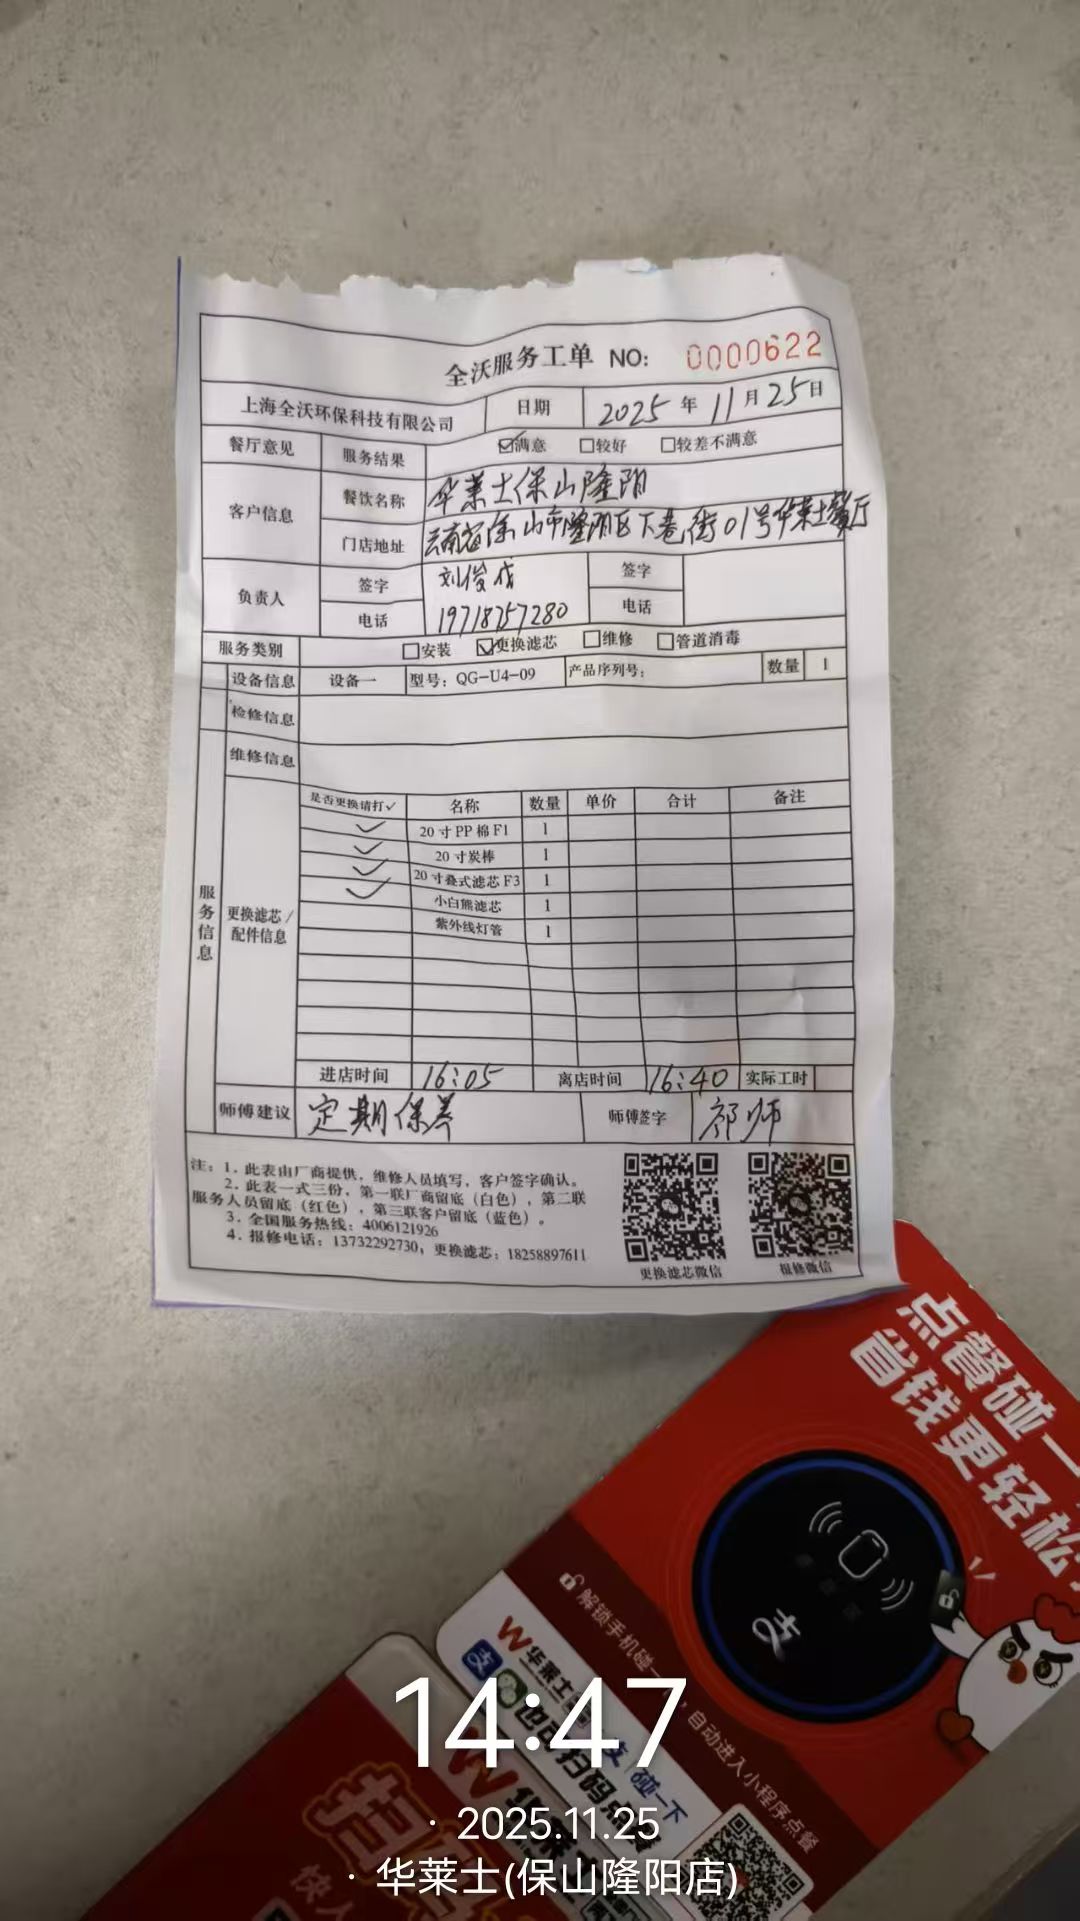 全沃服务工单 NO: 0000622
上海全沃环保科技有限公司 日期 2025 年 11 月 25 日
餐厅意见 服务结果 ☑满意 □较好 □较差不满意
客户信息 餐饮名称 华莱士保山隆阳
门店地址 云南省保山市隆阳区下巷街01号华莱士餐厅
负责人 签字 刘俊 签字
电话 19718757280 电话
服务类别 □安装 ☑更换滤芯 □维修 □管道消毒
设备信息 设备一 型号: QG-U4-09 产品序列号: 数量 1
检修信息
维修信息
服务信息
更换滤芯/配件信息
是否更换请打✓ 名称 数量 单价 合计 备注
✓ 20寸PP棉F1 1
✓ 20寸炭棒 1
✓ 20寸叠式滤芯F3 1
✓ 小白熊滤芯 1
紫外线灯管 1
进店时间 16:05 离店时间 16:40 实际工时
师傅建议 定期保养 师傅签字 祁师
注: 1. 此表由厂商提供, 维修人员填写, 客户签字确认。
2. 此表一式三份, 第一联厂商留底 (白色), 第二联
服务人员留底 (红色), 第三联客户留底 (蓝色)。
3. 全国服务热线: 4006121926
4. 报修电话: 13732292730, 更换滤芯: 18258897611
更换滤芯微信 报修微信
点餐碰一
省钱更轻松
支
解锁手机碰一 自动进入小程序点餐
华莱士
支 碰一下
也可扫码点餐
14:47
· 2025.11.25
· 华莱士(保山隆阳店)